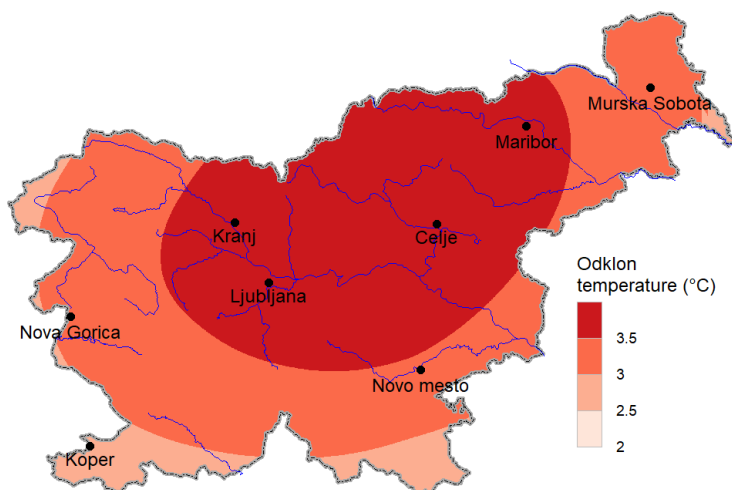 Murska Sobota
Maribor
Kranj
Celje
Ljubljana
Nova Gorica
Novo mesto
Koper
Odklon
temperature (°C)
3.5
3
2.5
2